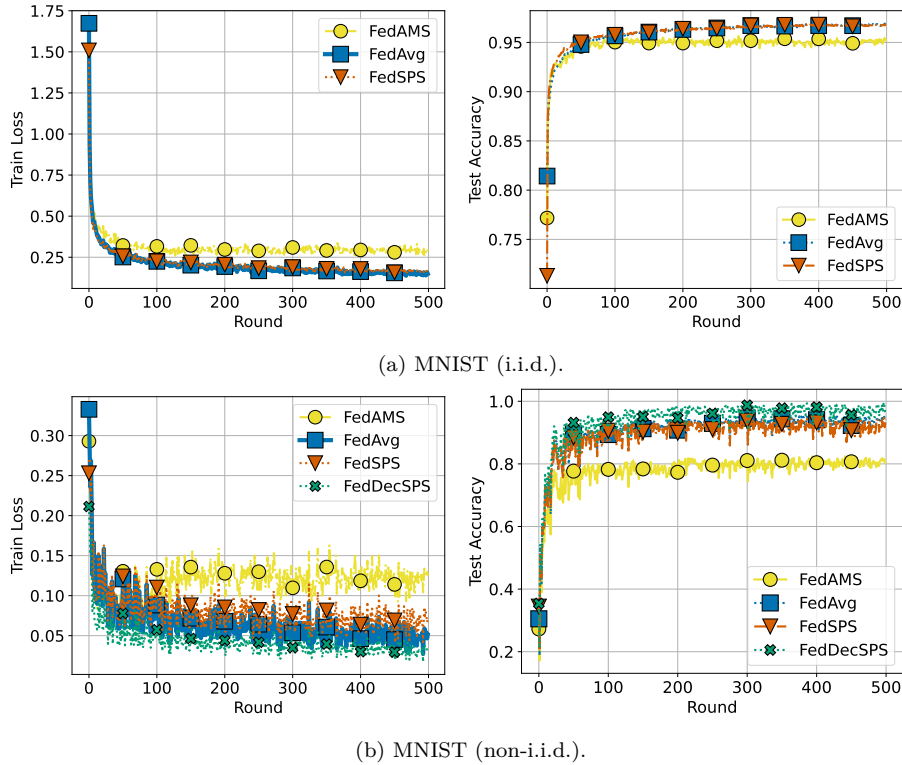 1.75
1.50
1.25
1.00
0.75
0.50
0.25
Train Loss
0 100 200 300 400 500
Round
FedAMS
FedAvg
FedSPS
0.95
0.90
0.85
0.80
0.75
Test Accuracy
0 100 200 300 400 500
Round
FedAMS
FedAvg
FedSPS
(a) MNIST (i.i.d.).
0.30
0.25
0.20
0.15
0.10
0.05
Train Loss
0 100 200 300 400 500
Round
FedAMS
FedAvg
FedSPS
FedDecSPS
1.0
0.8
0.6
0.4
0.2
Test Accuracy
0 100 200 300 400 500
Round
FedAMS
FedAvg
FedSPS
FedDecSPS
(b) MNIST (non-i.i.d.).